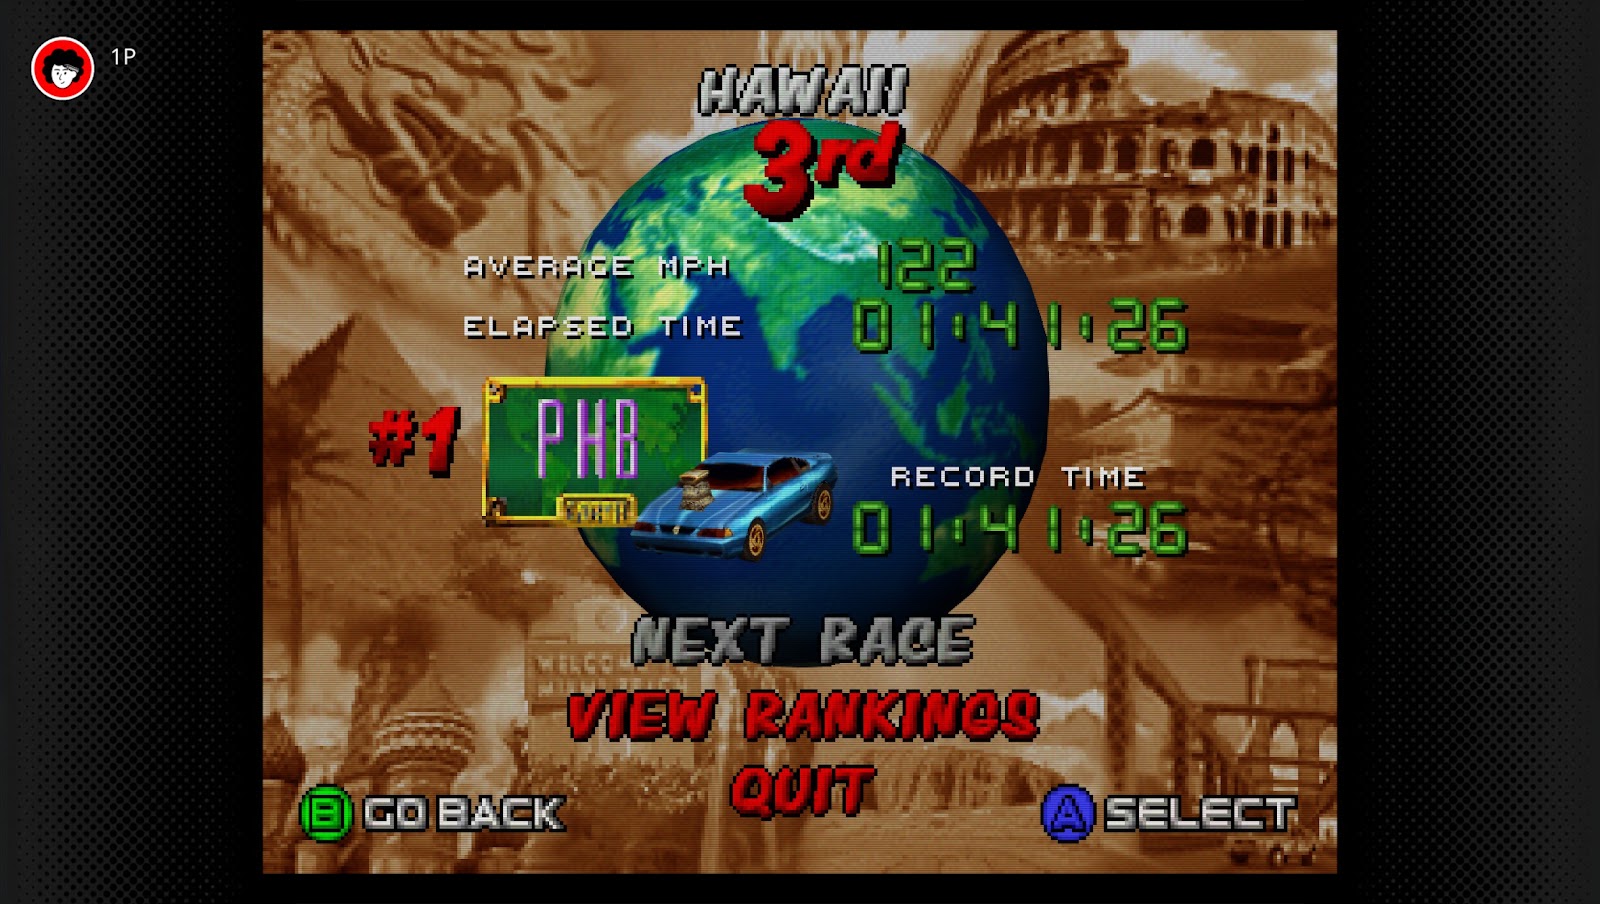 1P
HAWAII
3rd
AVERAGE MPH 122
ELAPSED TIME 01:41:26
#1
PHB
RECORD TIME
01:41:26
NEXT RACE
VIEW RANKINGS
QUIT
B GO BACK
A SELECT